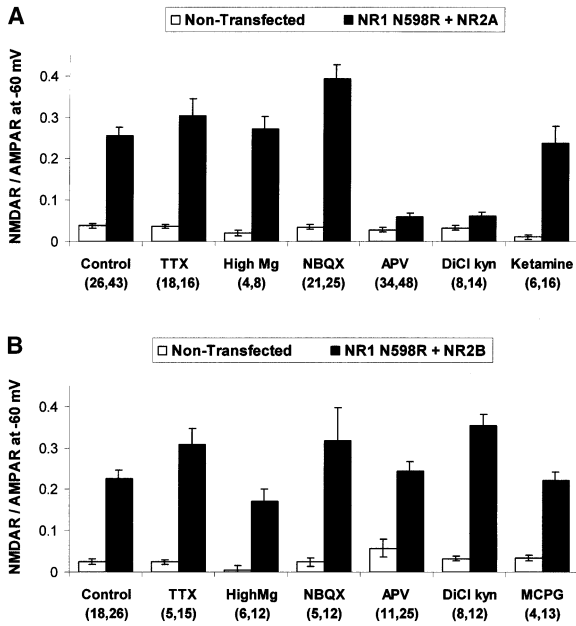 A
Non-Transfected NR1 N598R + NR2A
NMDAR / AMPAR at -60 mV
0.4
0.3
0.2
0.1
0
Control TTX High Mg NBQX APV DiCl kyn Ketamine
(26,43) (18,16) (4,8) (21,25) (34,48) (8,14) (6,16)
B
Non-Transfected NR1 N598R + NR2B
NMDAR / AMPAR at -60 mV
0.4
0.3
0.2
0.1
0
Control TTX HighMg NBQX APV DiCl kyn MCPG
(18,26) (5,15) (6,12) (5,12) (11,25) (8,12) (4,13)